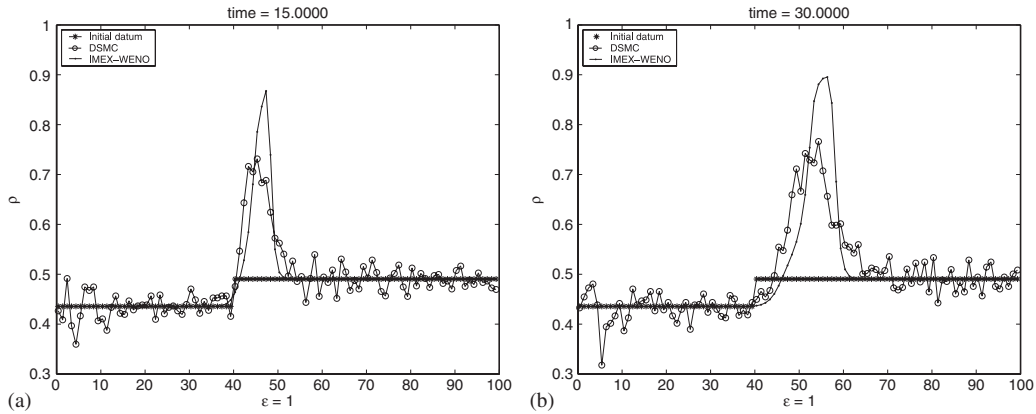 time = 15.0000
1
0.9
0.8
0.7
0.6
0.5
0.4
0.3
ρ
Initial datum
DSMC
IMEX–WENO
0 10 20 30 40 50 60 70 80 90 100
ε = 1
(a)
time = 30.0000
1
0.9
0.8
0.7
0.6
0.5
0.4
0.3
ρ
Initial datum
DSMC
IMEX–WENO
0 10 20 30 40 50 60 70 80 90 100
ε = 1
(b)